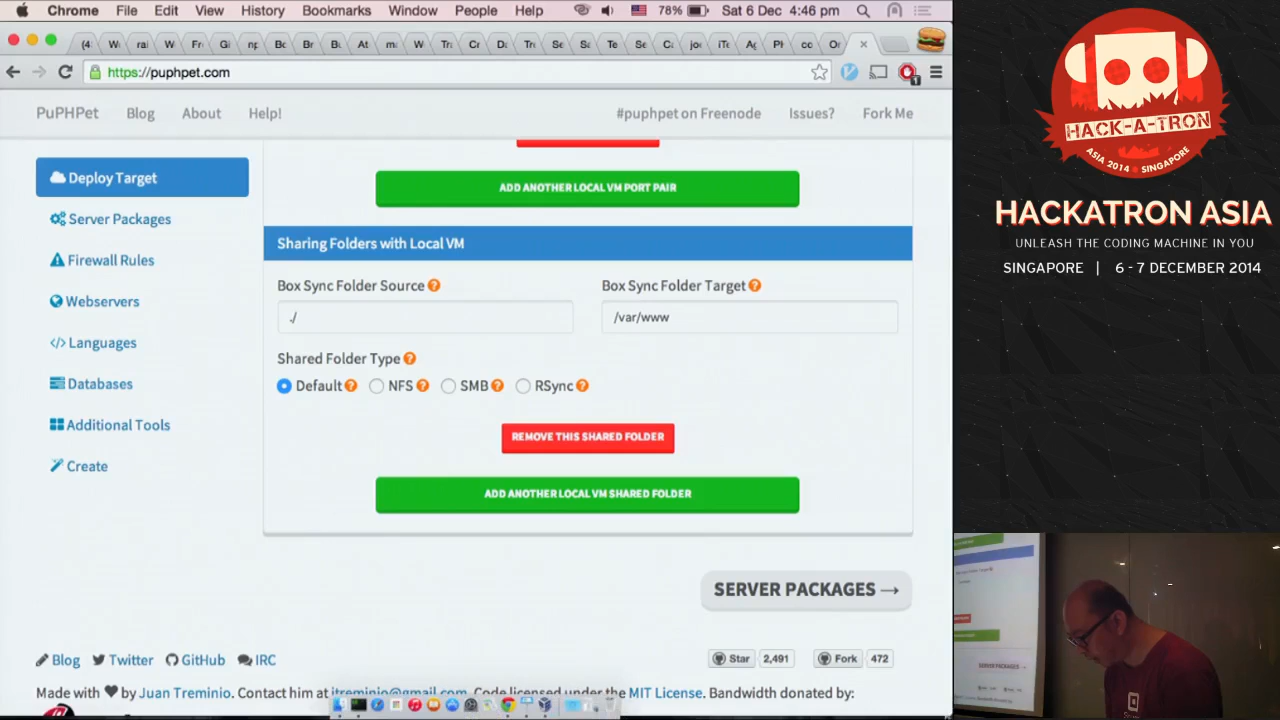 Chrome File Edit View History Bookmarks Window People Help 78% Sat 6 Dec 4:46 pm
https://puphpet.com
1
PuPHPet Blog About Help! #puphpet on Freenode Issues? Fork Me
Deploy Target
Server Packages
Firewall Rules
Webservers
Languages
Databases
Additional Tools
Create
ADD ANOTHER LOCAL VM PORT PAIR
Sharing Folders with Local VM
Box Sync Folder Source ? Box Sync Folder Target ?
./ /var/www
Shared Folder Type ?
Default ? NFS ? SMB ? RSync ?
REMOVE THIS SHARED FOLDER
ADD ANOTHER LOCAL VM SHARED FOLDER
SERVER PACKAGES →
Blog Twitter GitHub IRC Star 2,491 Fork 472
Made with ♥ by Juan Treminio. Contact him at jtreminio@gmail.com. Code licensed under the MIT License. Bandwidth donated by:
HACK-A-TRON
ASIA 2014 SINGAPORE
HACKATRON ASIA
UNLEASH THE CODING MACHINE IN YOU
SINGAPORE | 6 - 7 DECEMBER 2014
SERVER PACKAGES →